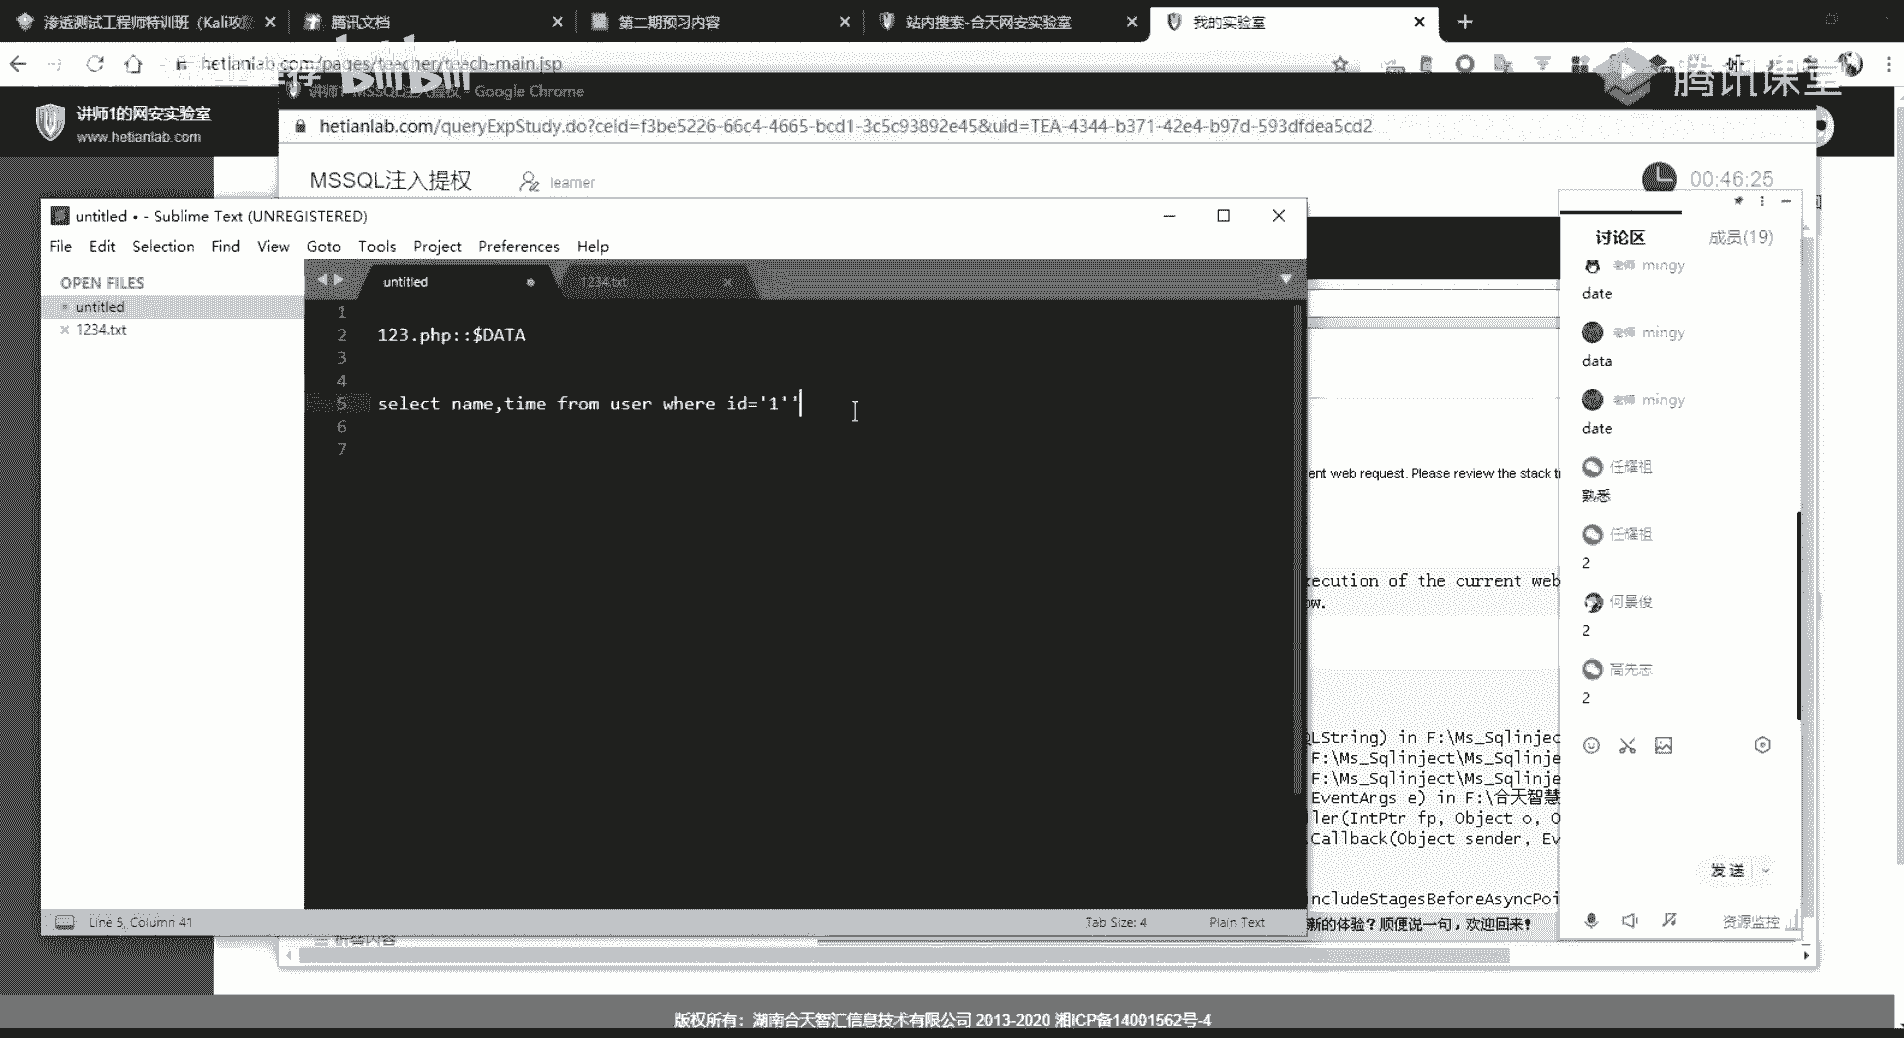 渗透测试工程师特训班（Kali攻
腾讯文档
第二期预习内容
站内搜索-合天网安实验室
我的实验室
hetianlab.com/pages/teacher/teach-main.jsp
bilibili
腾讯课堂
讲师1的网安实验室
www.hetianlab.com
讲师1-MSSQL注入提权 - Google Chrome
hetianlab.com/queryExpStudy.do?ceId=f3be5226-66c4-4665-bcd1-3c5c93892e45&uid=TEA-4344-b371-42e4-b97d-593dfdea5cd2
MSSQL注入提权
learner
00:46:25
untitled • - Sublime Text (UNREGISTERED)
File Edit Selection Find View Goto Tools Project Preferences Help
OPEN FILES
untitled
1234.txt
untitled
1234.txt
1
2 123.php::$DATA
3
4
5 select name,time from user where id='1''
6
7
Line 5, Column 41
Tab Size: 4
Plain Text
ent web request. Please review the stack t
xecution of the current web
ow.
QLString) in F:\Ms_Sqlinjec
F:\Ms_Sqlinject\Ms_Sqlinje
F:\Ms_Sqlinject\Ms_Sqlinje
EventArgs e) in F:\合天智慧
ller(IntPtr fp, Object o, O
Callback(Object sender, Ev
ncludeStagesBeforeAsyncPoi
新的体验？顺便说一句，欢迎回来！
讨论区
成员(19)
老师 mingy
date
老师 mingy
data
老师 mingy
date
任耀祖
熟悉
任耀祖
2
何景俊
2
高先志
2
发送
资源监控
版权所有：湖南合天智汇信息技术有限公司 2013-2020 湘ICP备14001562号-4